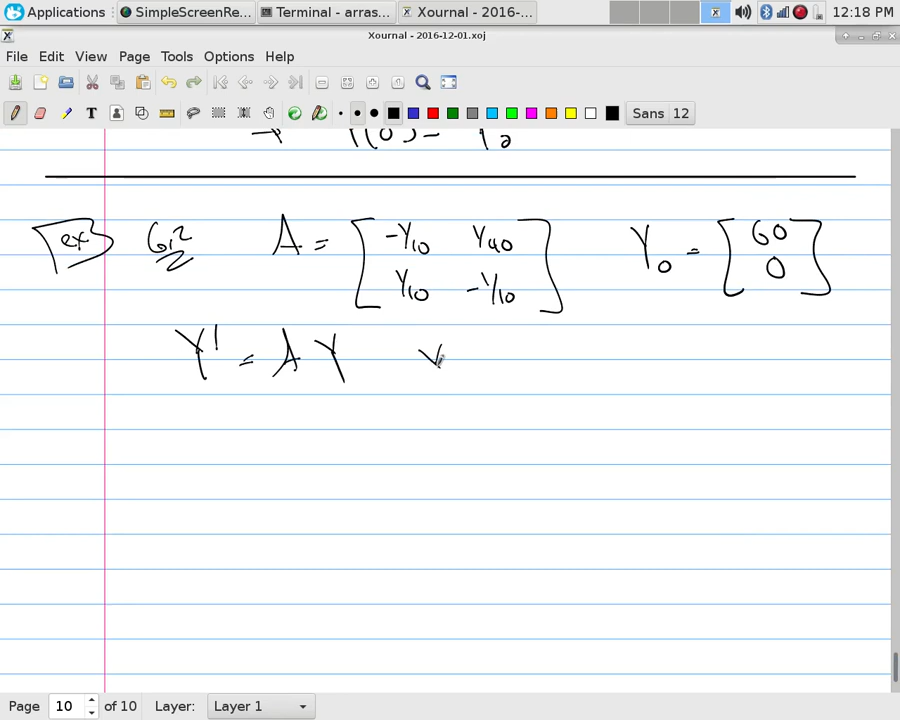 Applications SimpleScreenRe... Terminal - arras... Xournal - 2016-... 12:18 PM
Xournal - 2016-12-01.xoj
File Edit View Page Tools Options Help
Sans 12
Y(0) = Y₀
ex 6.2 A = [ -1/10 1/40 ; 1/10 -1/10 ] Y₀ = [ 60 ; 0 ]
Y' = A Y Y
Page 10 of 10 Layer: Layer 1